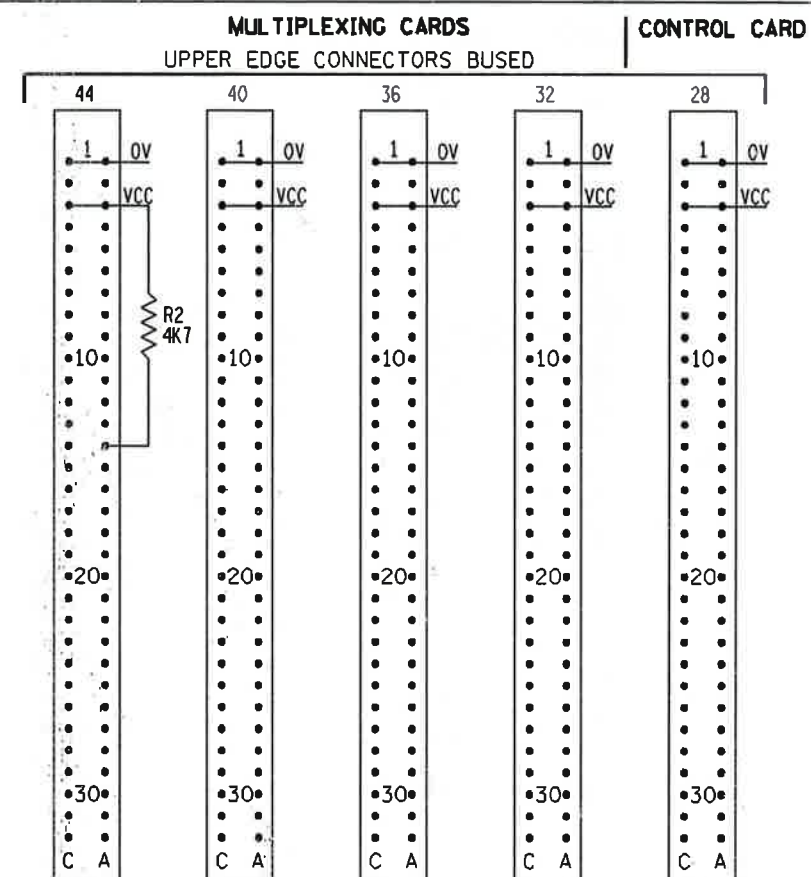 MULTIPLEXING CARDS CONTROL CARD
UPPER EDGE CONNECTORS BUSED
44 40 36 32 28
1 0V 1 0V 1 0V 1 0V 1 0V
VCC VCC VCC VCC VCC
R2
4K7
10 10 10 10 10
20 20 20 20 20
30 30 30 30 30
C A C A C A C A C A